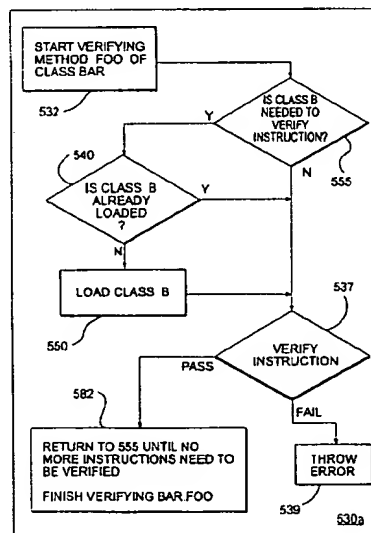 START VERIFYING
METHOD FOO OF
CLASS BAR
532
IS CLASS B
NEEDED TO
VERIFY
INSTRUCTION?
555
Y
N
540
IS CLASS B
ALREADY
LOADED
?
Y
N
LOAD CLASS B
550
537
VERIFY
INSTRUCTION
PASS
FAIL
582
RETURN TO 555 UNTIL NO
MORE INSTRUCTIONS NEED TO
BE VERIFIED
FINISH VERIFYING BAR.FOO
THROW
ERROR
539
530a